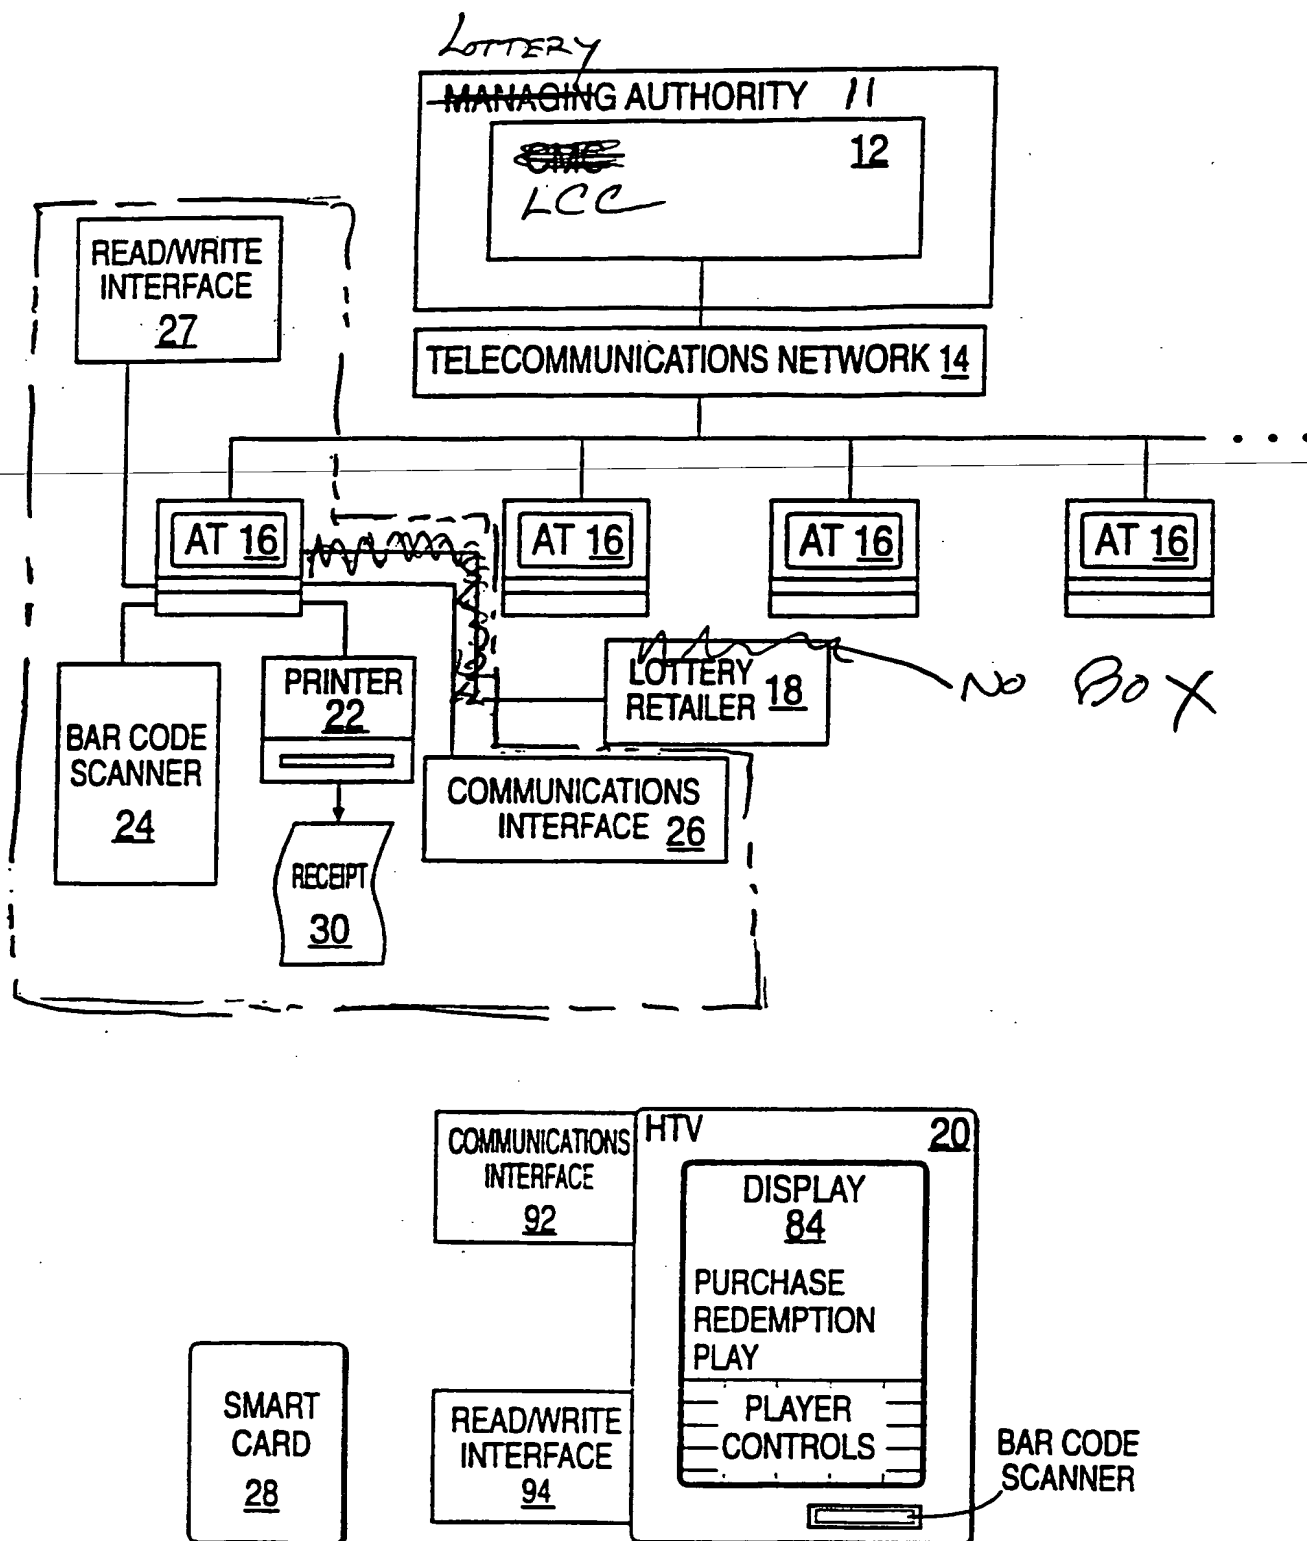 LOTTERY
MANAGING AUTHORITY 11
CMC 12
LCC
READ/WRITE
INTERFACE
27
TELECOMMUNICATIONS NETWORK 14
AT 16
AT 16
AT 16
AT 16
LOTTERY
RETAILER 18
NO BOX
PRINTER
22
BAR CODE
SCANNER
24
COMMUNICATIONS
INTERFACE 26
RECEIPT
30
HTV 20
COMMUNICATIONS
INTERFACE
92
DISPLAY
84
PURCHASE
REDEMPTION
PLAY
PLAYER
CONTROLS
SMART
CARD
28
READ/WRITE
INTERFACE
94
BAR CODE
SCANNER